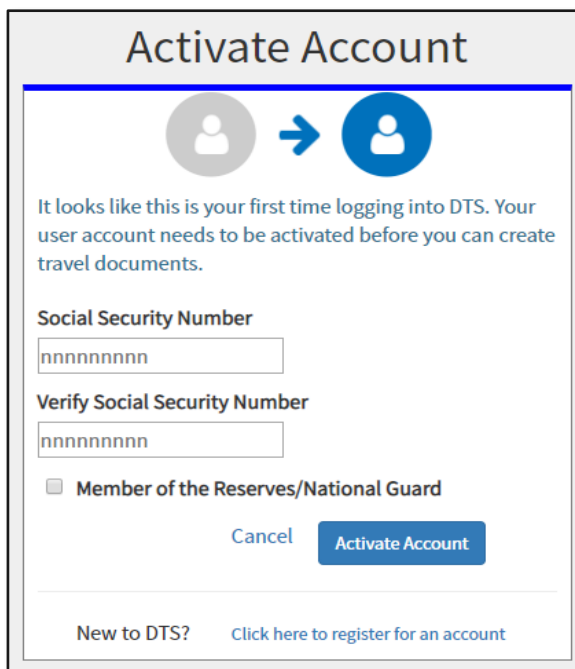 Activate Account
It looks like this is your first time logging into DTS. Your
user account needs to be activated before you can create
travel documents.
Social Security Number
nnnnnnnnn
Verify Social Security Number
nnnnnnnnn
Member of the Reserves/National Guard
Cancel Activate Account
New to DTS? Click here to register for an account